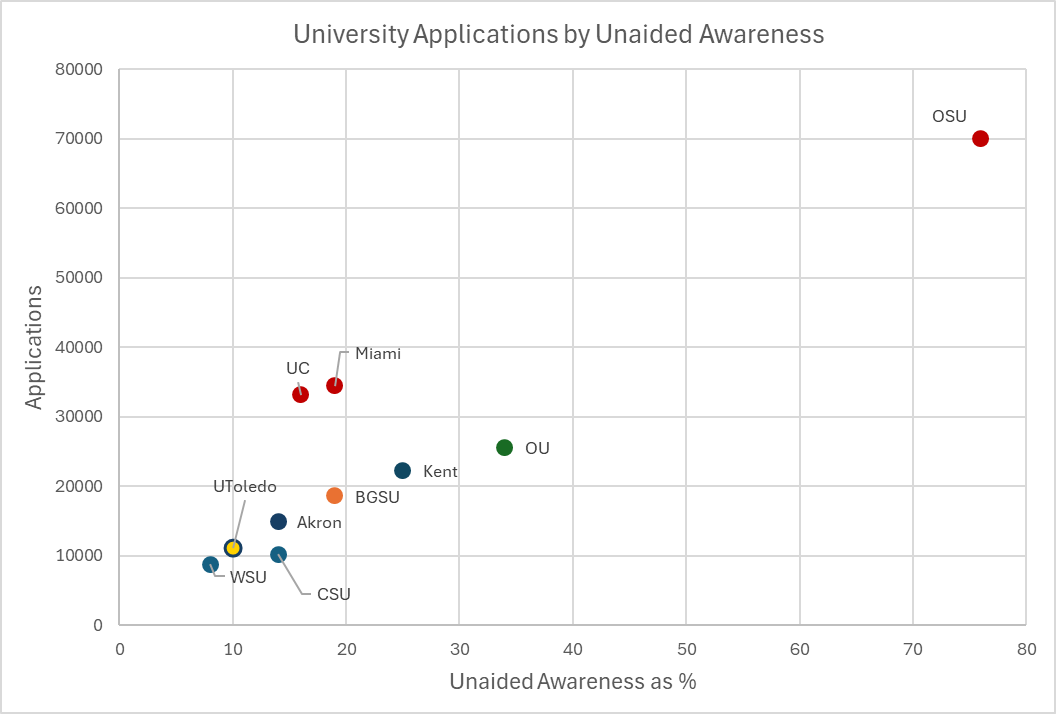 University Applications by Unaided Awareness
80000
70000
60000
50000
40000
30000
20000
10000
0
Applications
OSU
Miami
UC
OU
Kent
UToledo
BGSU
Akron
WSU
CSU
0 10 20 30 40 50 60 70 80
Unaided Awareness as %